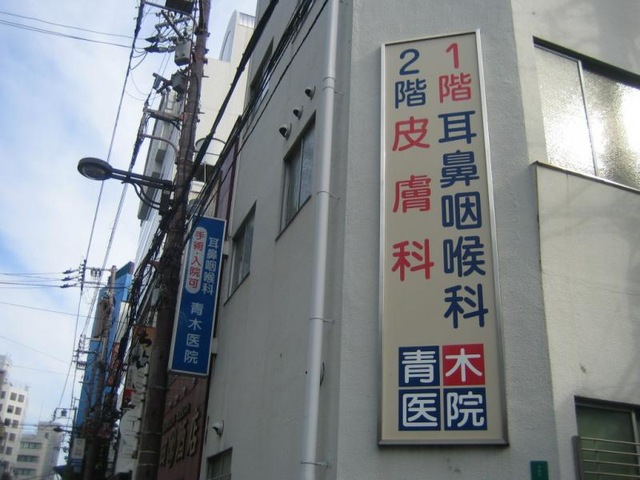 1階耳鼻咽喉科
2階皮膚科
青木
医院
耳鼻咽喉科
手術・入院可
青木医院